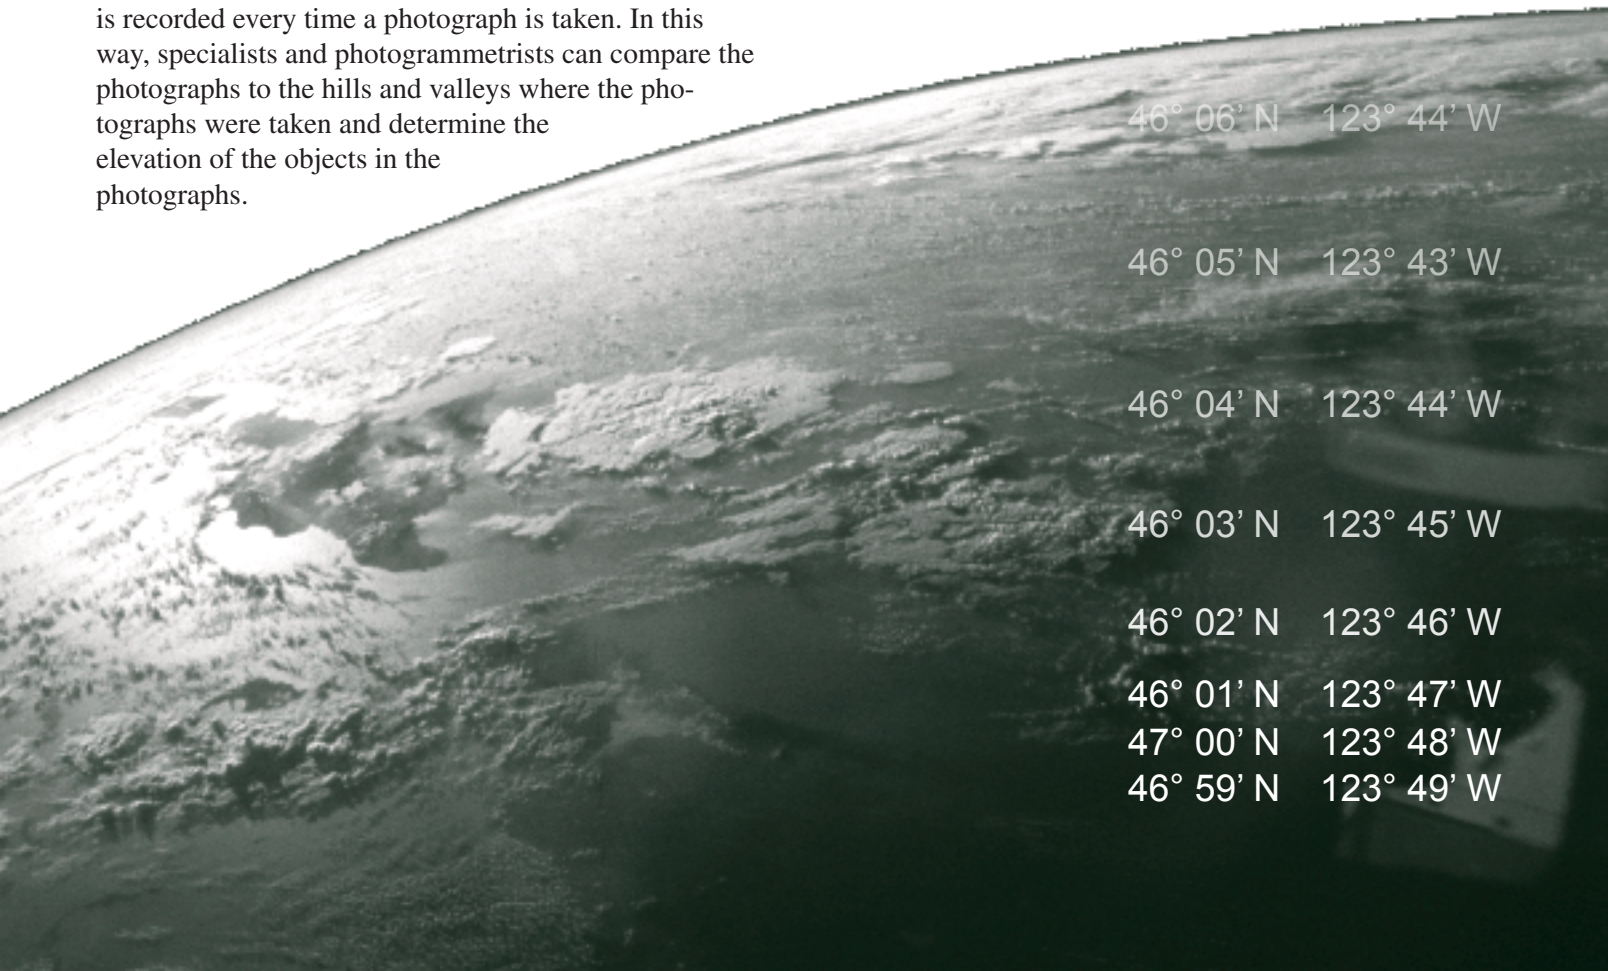 is recorded every time a photograph is taken. In this
way, specialists and photogrammetrists can compare the
photographs to the hills and valleys where the pho-
tographs were taken and determine the
elevation of the objects in the
photographs.
46° 06’ N 123° 44’ W
46° 05’ N 123° 43’ W
46° 04’ N 123° 44’ W
46° 03’ N 123° 45’ W
46° 02’ N 123° 46’ W
46° 01’ N 123° 47’ W
47° 00’ N 123° 48’ W
46° 59’ N 123° 49’ W